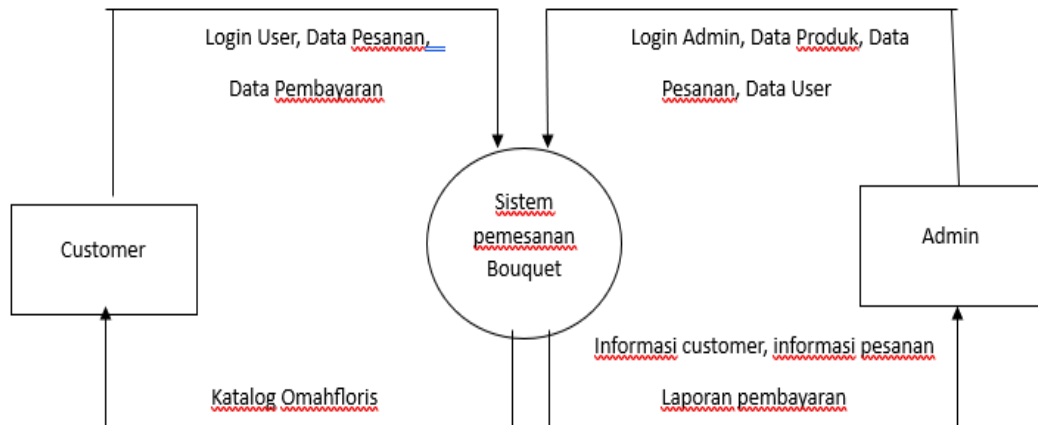 Login User, Data Pesanan,
Data Pembayaran
Login Admin, Data Produk, Data
Pesanan, Data User
Customer
Sistem
pemesanan
Bouquet
Admin
Katalog Omahfloris
Informasi customer, informasi pesanan
Laporan pembayaran